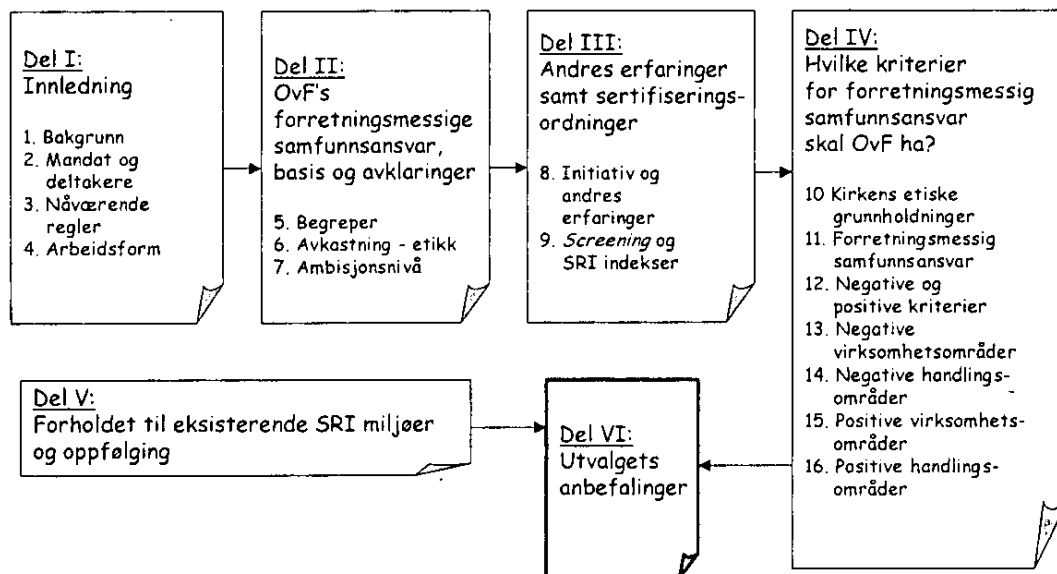 Del I:
Innledning
1. Bakgrunn
2. Mandat og
deltakere
3. Nåværende
regler
4. Arbeidsform
Del II:
OvF's
forretningsmessige
samfunnsansvar,
basis og avklaringer
5. Begreper
6. Avkastning - etikk
7. Ambisjonsnivå
Del III:
Andres erfaringer
samt sertifiserings-
ordninger
8. Initiativ og
andres
erfaringer
9. Screening og
SRI indekser
Del IV:
Hvilke kriterier
for forretningsmessig
samfunnsansvar
skal OvF ha?
10 Kirkens etiske
grunnholdninger
11. Forretningsmessig
samfunnsansvar
12. Negative og
positive kriterier
13. Negative
virksomhetsområder
14. Negative handlings-
områder
15. Positive virksomhets-
områder
16. Positive handlings-
områder
Del V:
Forholdet til eksisterende SRI miljøer
og oppfølging
Del VI:
Utvalgets
anbefalinger